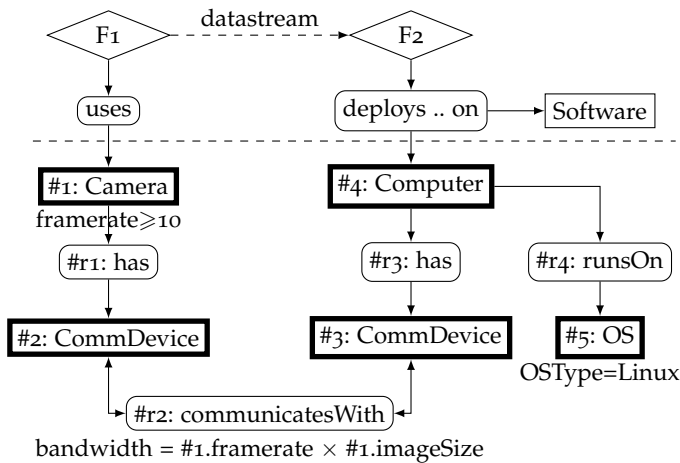 datastream
F1
F2
uses
deploys .. on
Software
#1: Camera
#4: Computer
framerate⩾10
#r1: has
#r3: has
#r4: runsOn
#2: CommDevice
#3: CommDevice
#5: OS
OSType=Linux
#r2: communicatesWith
bandwidth = #1.framerate × #1.imageSize